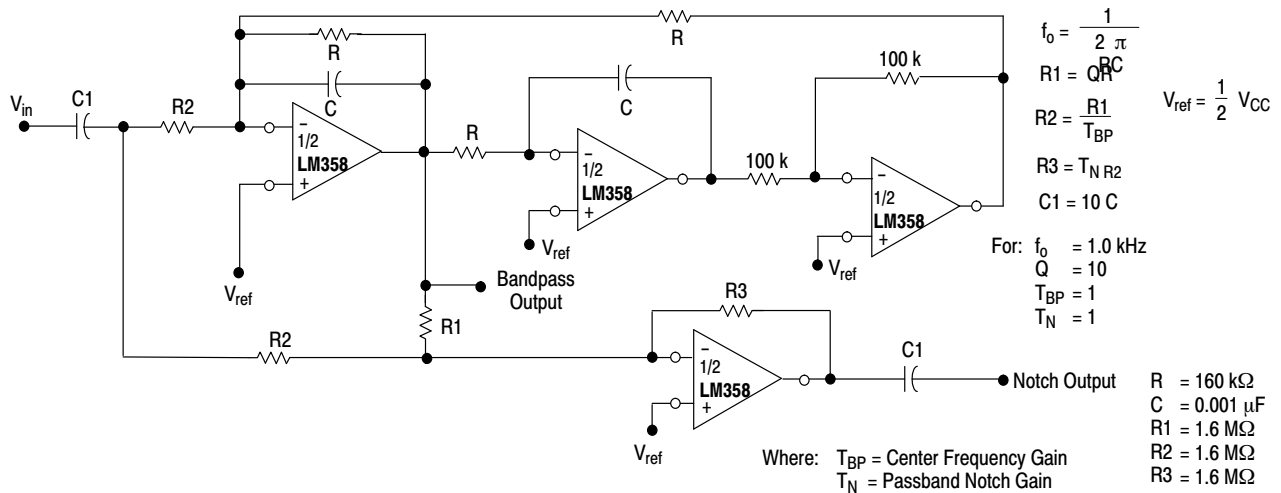 R
R
C
C1
V_in
R2
−
1/2
LM358
+
V_ref
R
C
−
1/2
LM358
+
V_ref
100 k
100 k
−
1/2
LM358
+
V_ref
Bandpass
Output
R1
R2
R3
−
1/2
LM358
+
V_ref
C1
Notch Output
f_o = 1 / 2 π RC
R1 = QR
R2 = R1 / T_BP
R3 = T_N R2
C1 = 10 C
V_ref = 1/2 V_CC
For: f_o = 1.0 kHz
Q = 10
T_BP = 1
T_N = 1
R = 160 kΩ
C = 0.001 μF
R1 = 1.6 MΩ
R2 = 1.6 MΩ
R3 = 1.6 MΩ
Where: T_BP = Center Frequency Gain
T_N = Passband Notch Gain